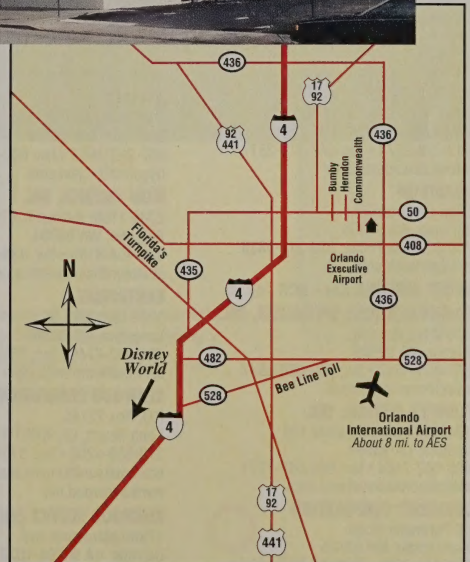 436
17
92
92
441
4
436
Bumby
Herndon
Commonwealth
50
Florida's
Turnpike
408
Orlando
Executive
Airport
435
N
4
436
Disney
World
482
528
Bee Line Toll
528
4
Orlando
International Airport
About 8 mi. to AES
17
92
441